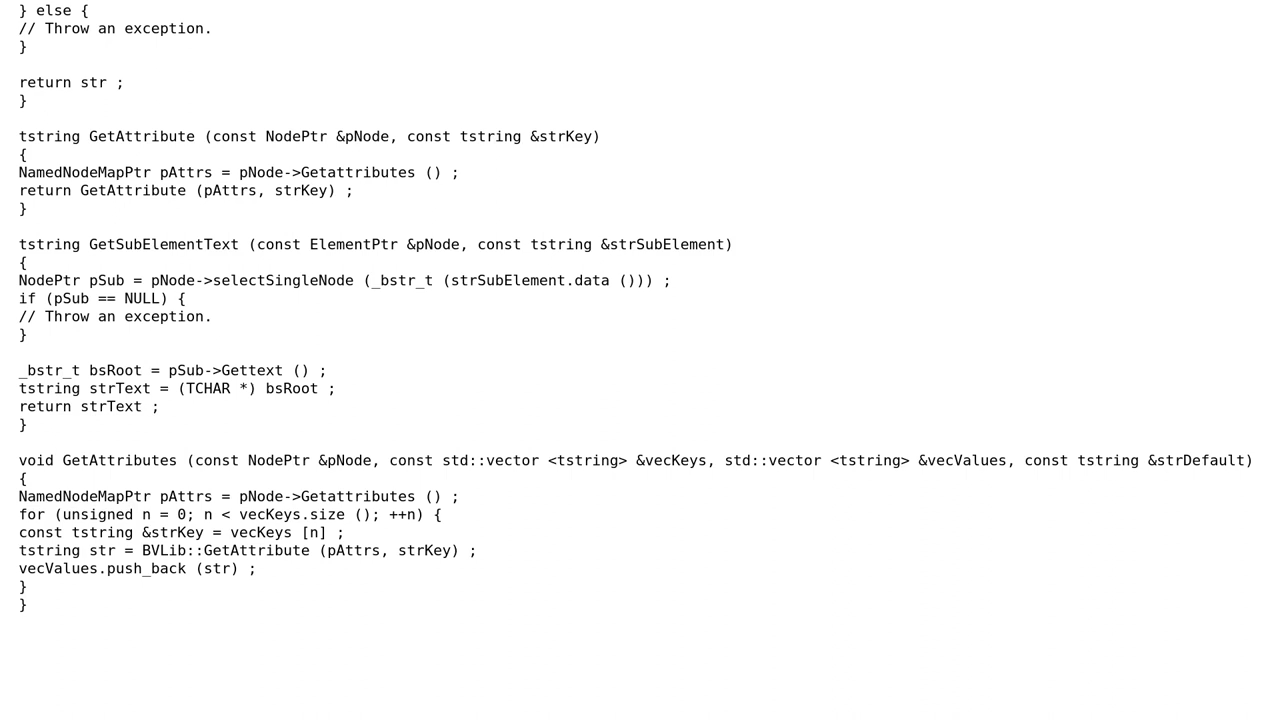 } else {
// Throw an exception.
}
return str ;
}
tstring GetAttribute (const NodePtr &pNode, const tstring &strKey)
{
NamedNodeMapPtr pAttrs = pNode->Getattributes () ;
return GetAttribute (pAttrs, strKey) ;
}
tstring GetSubElementText (const ElementPtr &pNode, const tstring &strSubElement)
{
NodePtr pSub = pNode->selectSingleNode (_bstr_t (strSubElement.data ())) ;
if (pSub == NULL) {
// Throw an exception.
}
_bstr_t bsRoot = pSub->Gettext () ;
tstring strText = (TCHAR *) bsRoot ;
return strText ;
}
void GetAttributes (const NodePtr &pNode, const std::vector <tstring> &vecKeys, std::vector <tstring> &vecValues, const tstring &strDefault)
{
NamedNodeMapPtr pAttrs = pNode->Getattributes () ;
for (unsigned n = 0; n < vecKeys.size (); ++n) {
const tstring &strKey = vecKeys [n] ;
tstring str = BVLib::GetAttribute (pAttrs, strKey) ;
vecValues.push_back (str) ;
}
}